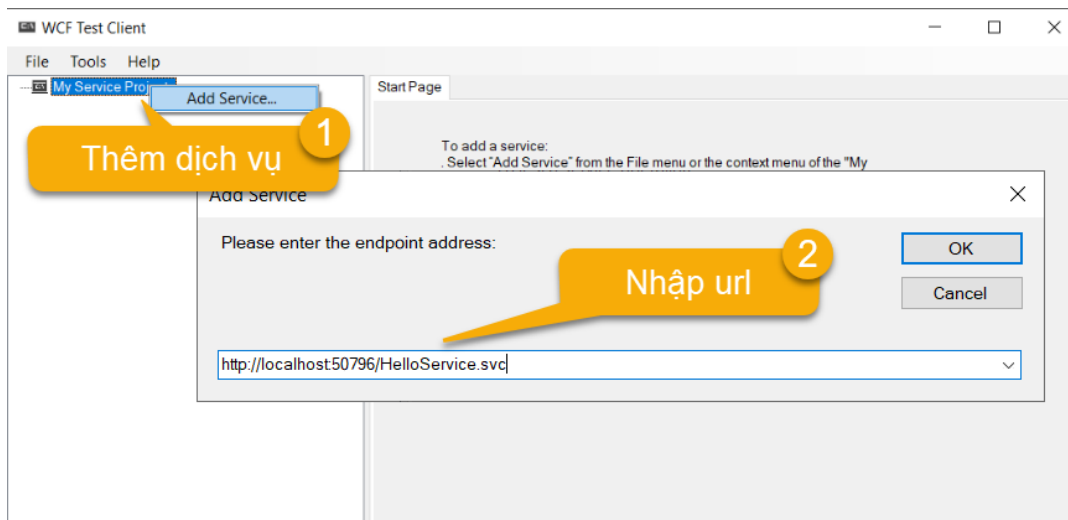 WCF Test Client
File Tools Help
My Service Projects
Add Service...
Start Page
1
Thêm dịch vụ
To add a service:
. Select "Add Service" from the File menu or the context menu of the "My
Add Service
Please enter the endpoint address:
OK
2
Nhập url
Cancel
http://localhost:50796/HelloService.svc